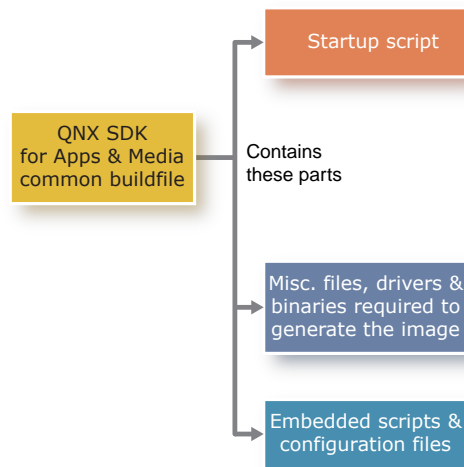 Startup script
QNX SDK
for Apps & Media
common buildfile
Contains
these parts
Misc. files, drivers &
binaries required to
generate the image
Embedded scripts &
configuration files